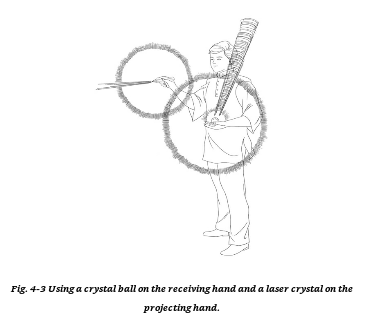 Fig. 4-3 Using a crystal ball on the receiving hand and a laser crystal on the
projecting hand.